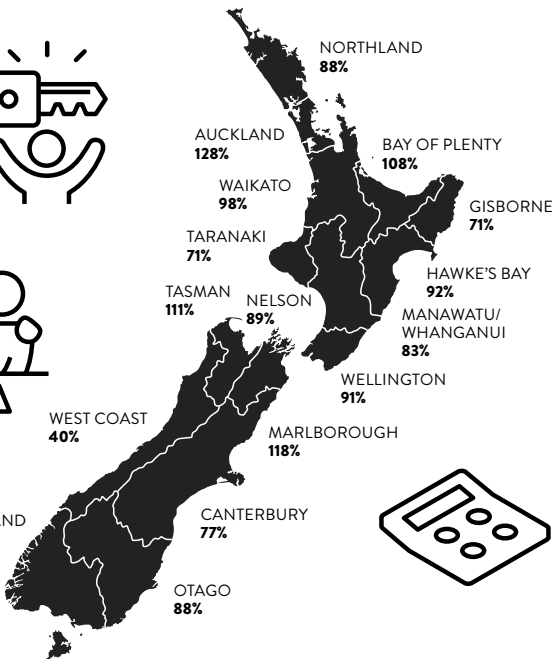 NORTHLAND
88%
AUCKLAND
128%
BAY OF PLENTY
108%
WAIKATO
98%
GISBORNE
71%
TARANAKI
71%
HAWKE'S BAY
92%
TASMAN
111%
NELSON
89%
MANAWATU/
WHANGANUI
83%
WELLINGTON
91%
WEST COAST
40%
MARLBOROUGH
118%
AND
CANTERBURY
77%
OTAGO
88%